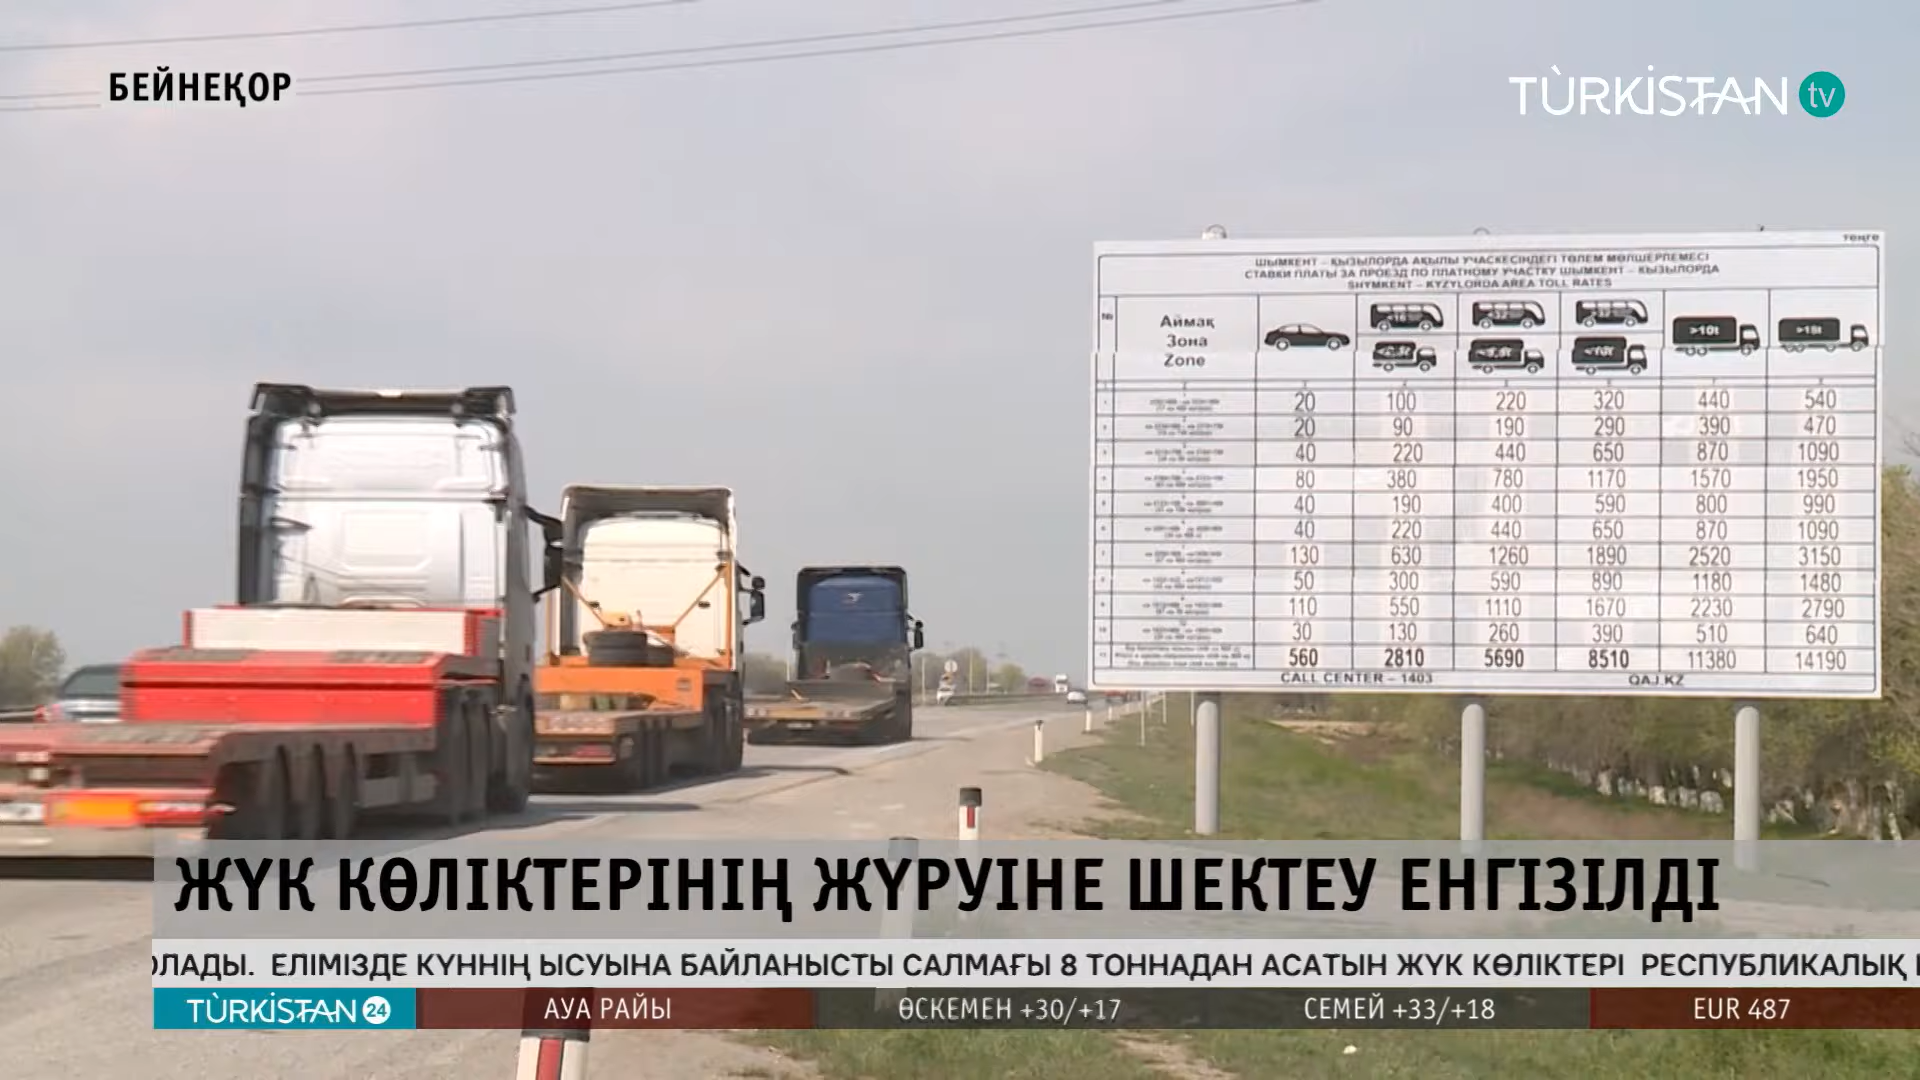 БЕЙНЕҚОР
TÙRKİSTAN tv
теңге
ШЫМКЕНТ – ҚЫЗЫЛОРДА АҚЫЛЫ УЧАСКЕСІНДЕГІ ТӨЛЕМ МӨЛШЕРЛЕМЕСІ
СТАВКИ ПЛАТЫ ЗА ПРОЕЗД ПО ПЛАТНОМУ УЧАСТКУ ШЫМКЕНТ – КЫЗЫЛОРДА
SHYMKENT – KYZYLORDA AREA TOLL RATES
№
Аймақ
Зона
Zone
>10t >15t
20 100 220 320 440 540
20 90 190 290 390 470
40 220 440 650 870 1090
80 380 780 1170 1570 1950
40 190 400 590 800 990
40 220 440 650 870 1090
130 630 1260 1890 2520 3150
50 300 590 890 1180 1480
110 550 1110 1670 2230 2790
30 130 260 390 510 640
560 2810 5690 8510 11380 14190
CALL CENTER – 1403 QAJ.KZ
ЖҮК КӨЛІКТЕРІНІҢ ЖҮРУІНЕ ШЕКТЕУ ЕНГІЗІЛДІ
ОЛАДЫ. ЕЛІМІЗДЕ КҮННІҢ ЫСУЫНА БАЙЛАНЫСТЫ САЛМАҒЫ 8 ТОННАДАН АСАТЫН ЖҮК КӨЛІКТЕРІ РЕСПУБЛИКАЛЫҚ
TÙRKİSTAN 24 АУА РАЙЫ ӨСКЕМЕН +30/+17 СЕМЕЙ +33/+18 EUR 487